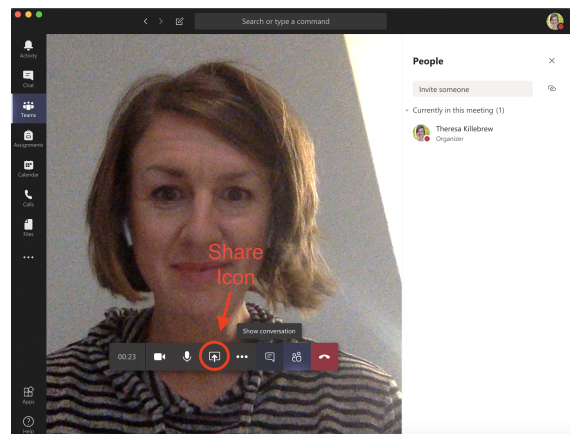 Search or type a command
Activity
Chat
Teams
Assignments
Calendar
Calls
Files
Apps
Help
Share
Icon
Show conversation
00:23
People
Invite someone
Currently in this meeting (1)
Theresa Killebrew
Organizer